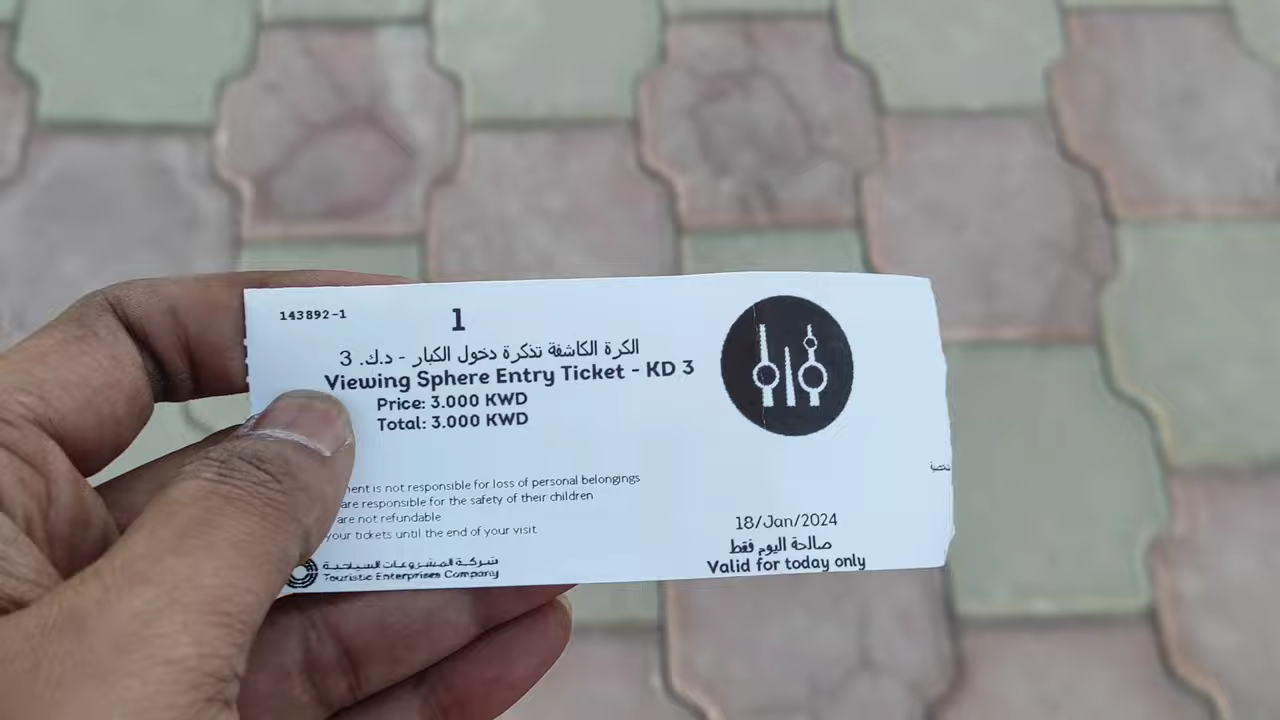 143892-1
1
الكرة الكاشفة تذكرة دخول الكبار - د.ك. 3
Viewing Sphere Entry Ticket - KD 3
Price: 3.000 KWD
Total: 3.000 KWD
is not responsible for loss of personal belongings
are responsible for the safety of their children
are not refundable
your tickets until the end of your visit
شركة المشروعات السياحية
Touristic Enterprises Company
18/Jan/2024
صالحة اليوم فقط
Valid for today only